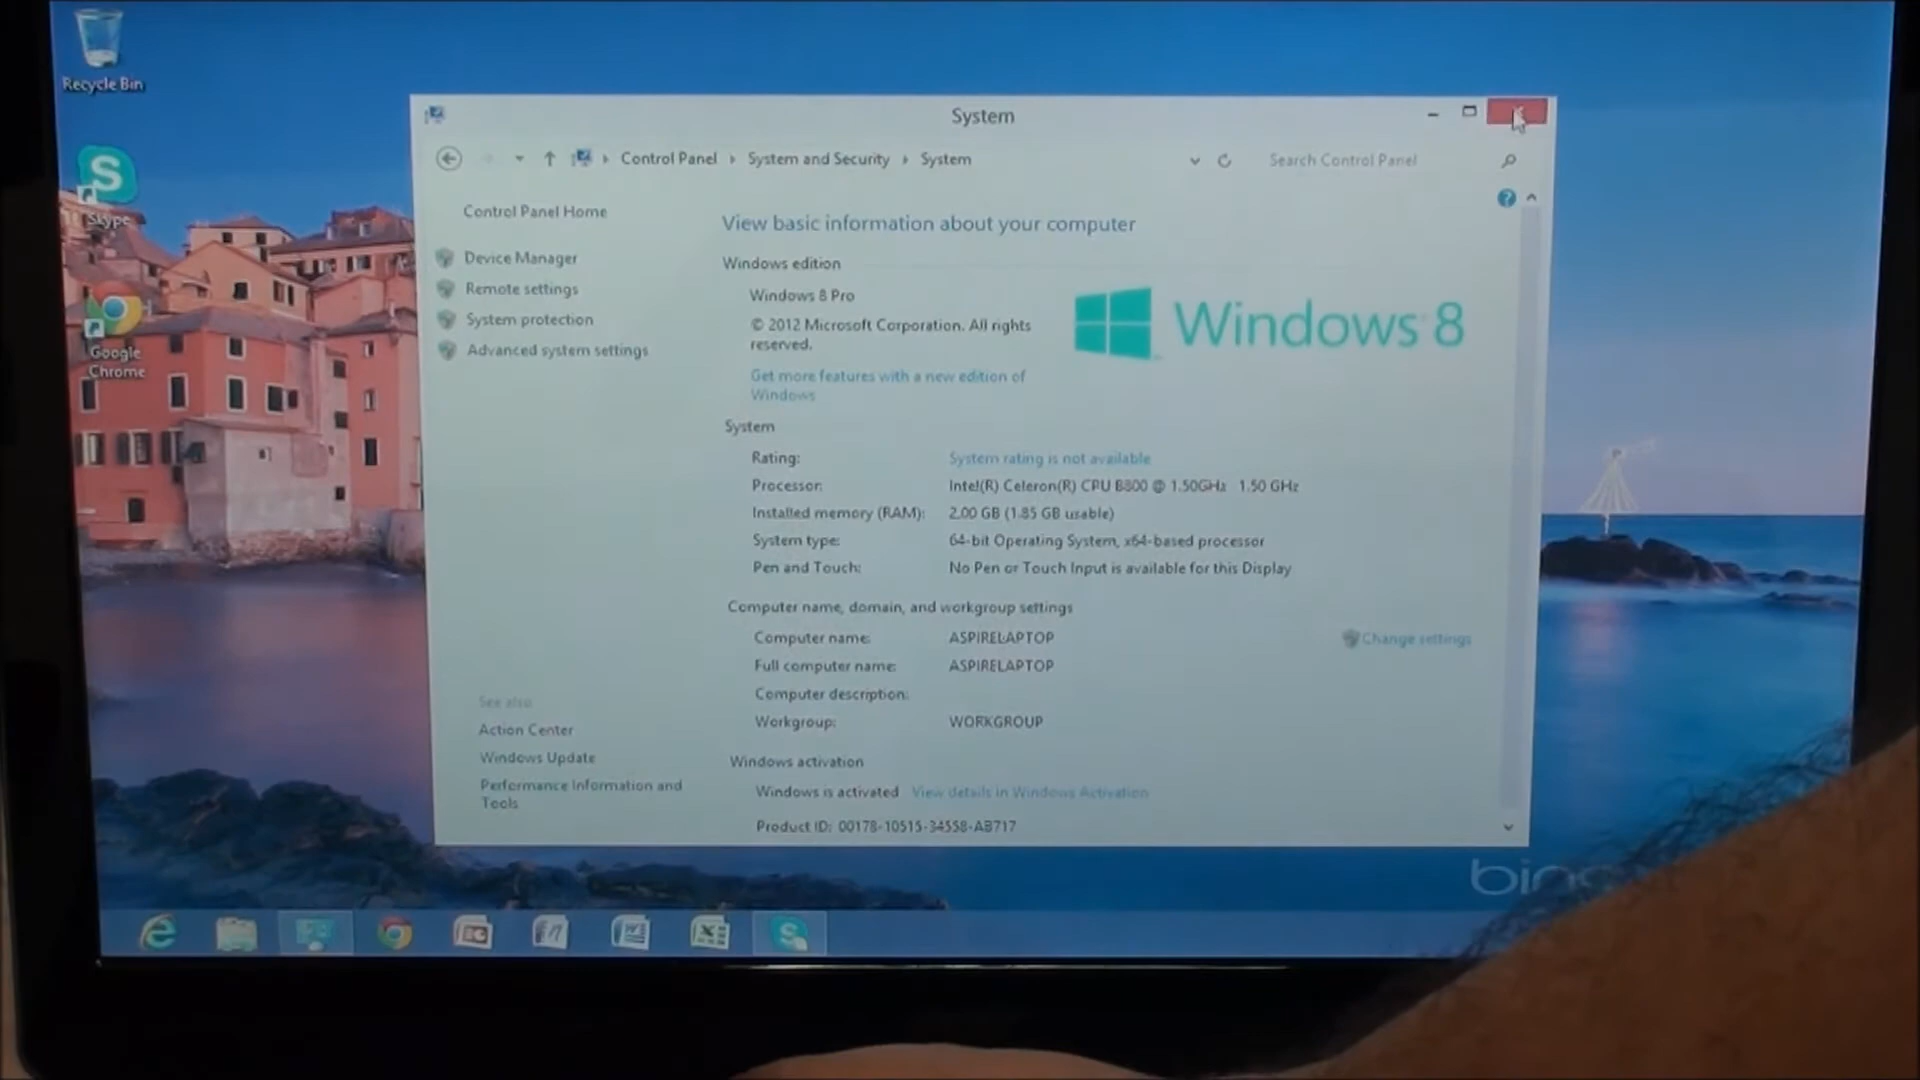 Recycle Bin
Skype
Google
Chrome
System
Control Panel
System and Security
System
Search Control Panel
Control Panel Home
Device Manager
Remote settings
System protection
Advanced system settings
See also
Action Center
Windows Update
Performance Information and
Tools
View basic information about your computer
Windows edition
Windows 8 Pro
© 2012 Microsoft Corporation. All rights
reserved.
Get more features with a new edition of
Windows
Windows 8
System
Rating: System rating is not available
Processor: Intel(R) Celeron(R) CPU B800 @ 1.50GHz 1.50 GHz
Installed memory (RAM): 2.00 GB (1.85 GB usable)
System type: 64-bit Operating System, x64-based processor
Pen and Touch: No Pen or Touch Input is available for this Display
Computer name, domain, and workgroup settings
Computer name: ASPIRELAPTOP
Change settings
Full computer name: ASPIRELAPTOP
Computer description:
Workgroup: WORKGROUP
Windows activation
Windows is activated View details in Windows Activation
Product ID: 00178-10515-34558-AB717
bing